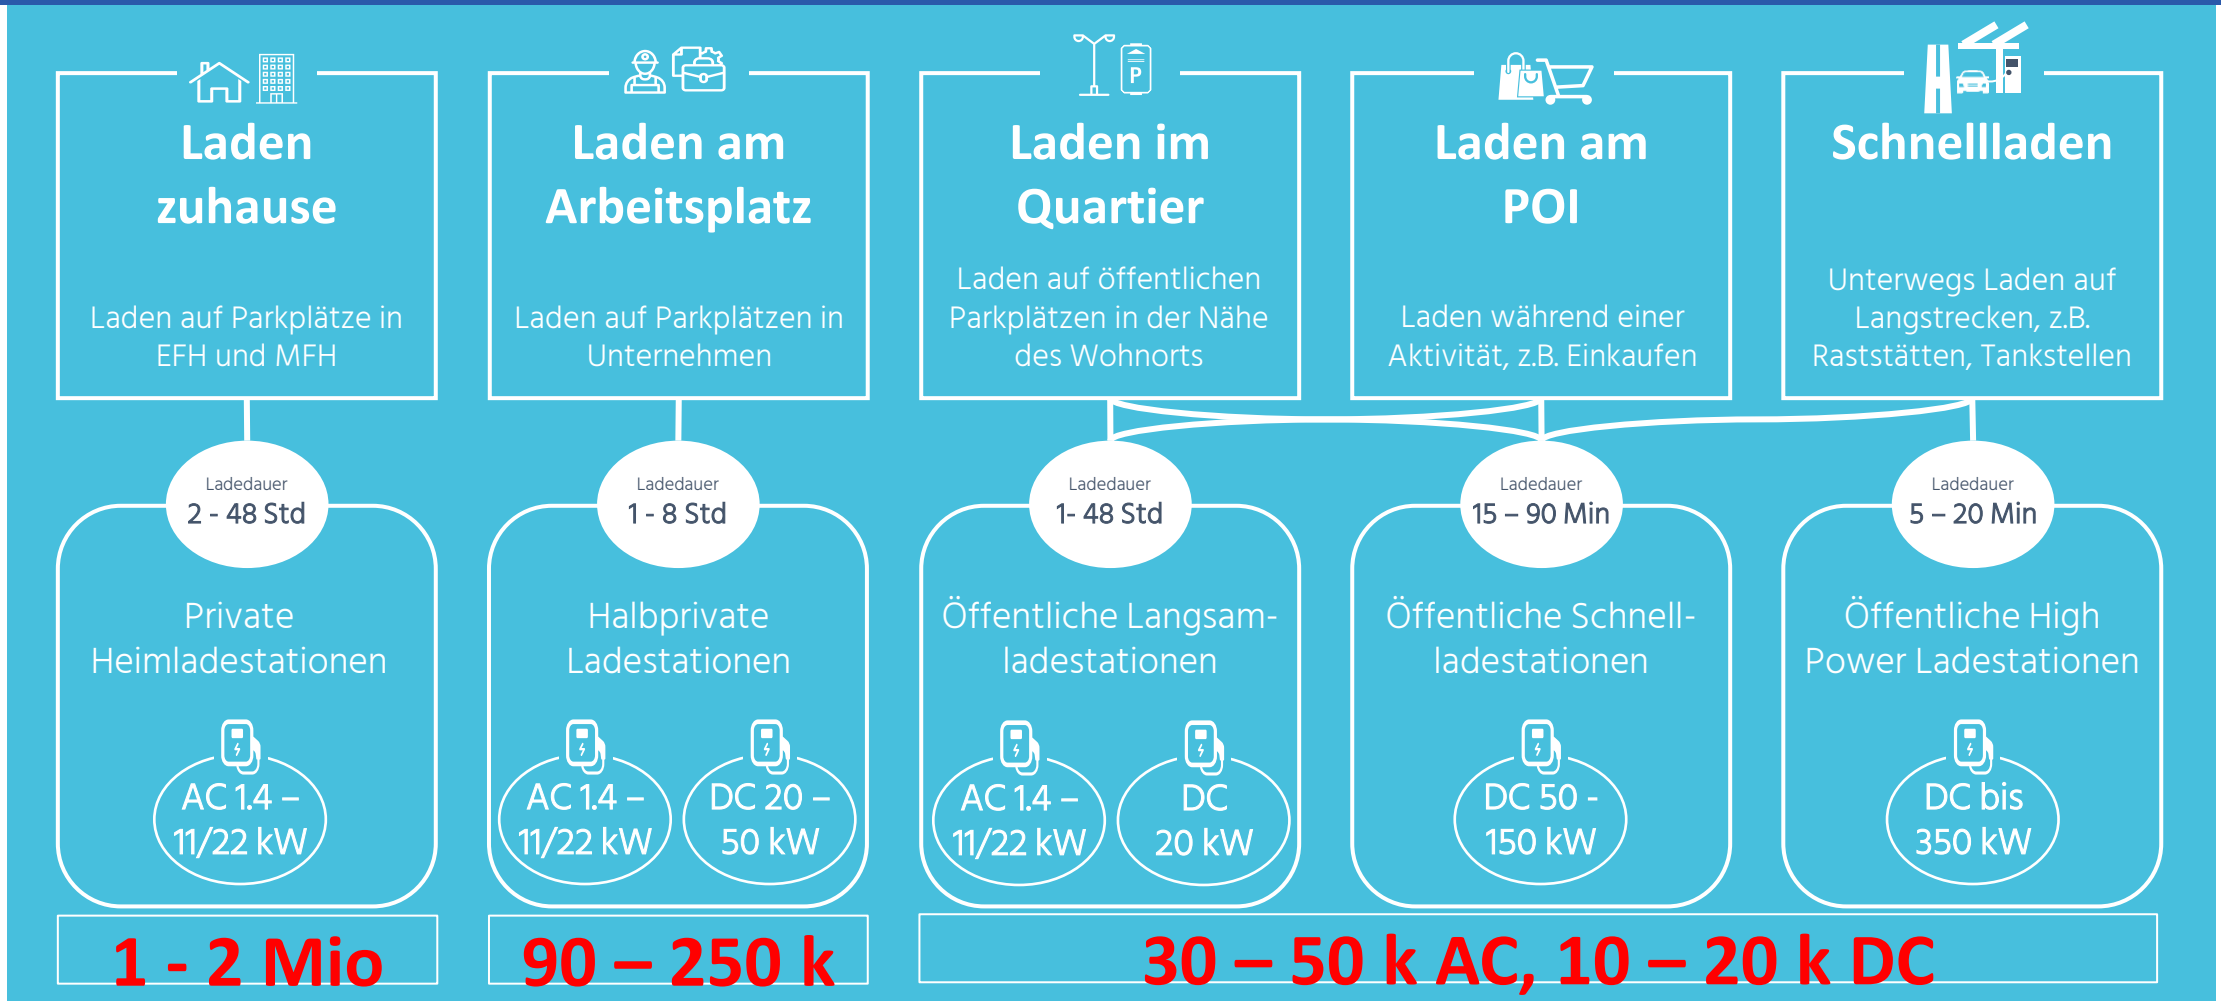 Laden
zuhause
Laden auf Parkplätze in
EFH und MFH
Laden am
Arbeitsplatz
Laden auf Parkplätzen in
Unternehmen
P
Laden im
Quartier
Laden auf öffentlichen
Parkplätzen in der Nähe
des Wohnorts
Laden am
POI
Laden während einer
Aktivität, z.B. Einkaufen
Schnellladen
Unterwegs Laden auf
Langstrecken, z.B.
Raststätten, Tankstellen
Ladedauer
2 - 48 Std
Ladedauer
1 - 8 Std
Ladedauer
1- 48 Std
Ladedauer
15 – 90 Min
Ladedauer
5 – 20 Min
Private
Heimladestationen
AC 1.4 –
11/22 kW
Halbprivate
Ladestationen
AC 1.4 –
11/22 kW
DC 20 –
50 kW
Öffentliche Langsam-
ladestationen
AC 1.4 –
11/22 kW
DC
20 kW
Öffentliche Schnell-
ladestationen
DC 50 -
150 kW
Öffentliche High
Power Ladestationen
DC bis
350 kW
1 - 2 Mio
90 – 250 k
30 – 50 k AC, 10 – 20 k DC